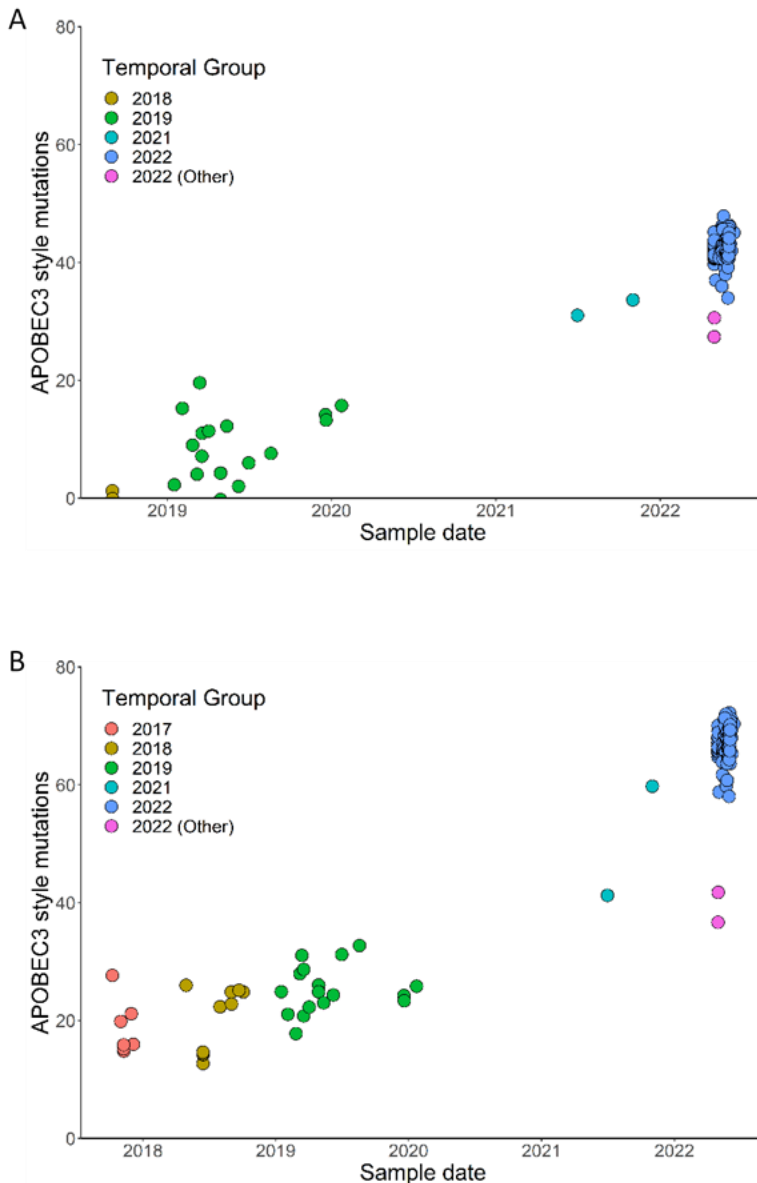 A
80
60
40
20
0
APOBEC3 style mutations
Temporal Group
2018
2019
2021
2022
2022 (Other)
2019 2020 2021 2022
Sample date
B
80
60
40
20
0
APOBEC3 style mutations
Temporal Group
2017
2018
2019
2021
2022
2022 (Other)
2018 2019 2020 2021 2022
Sample date